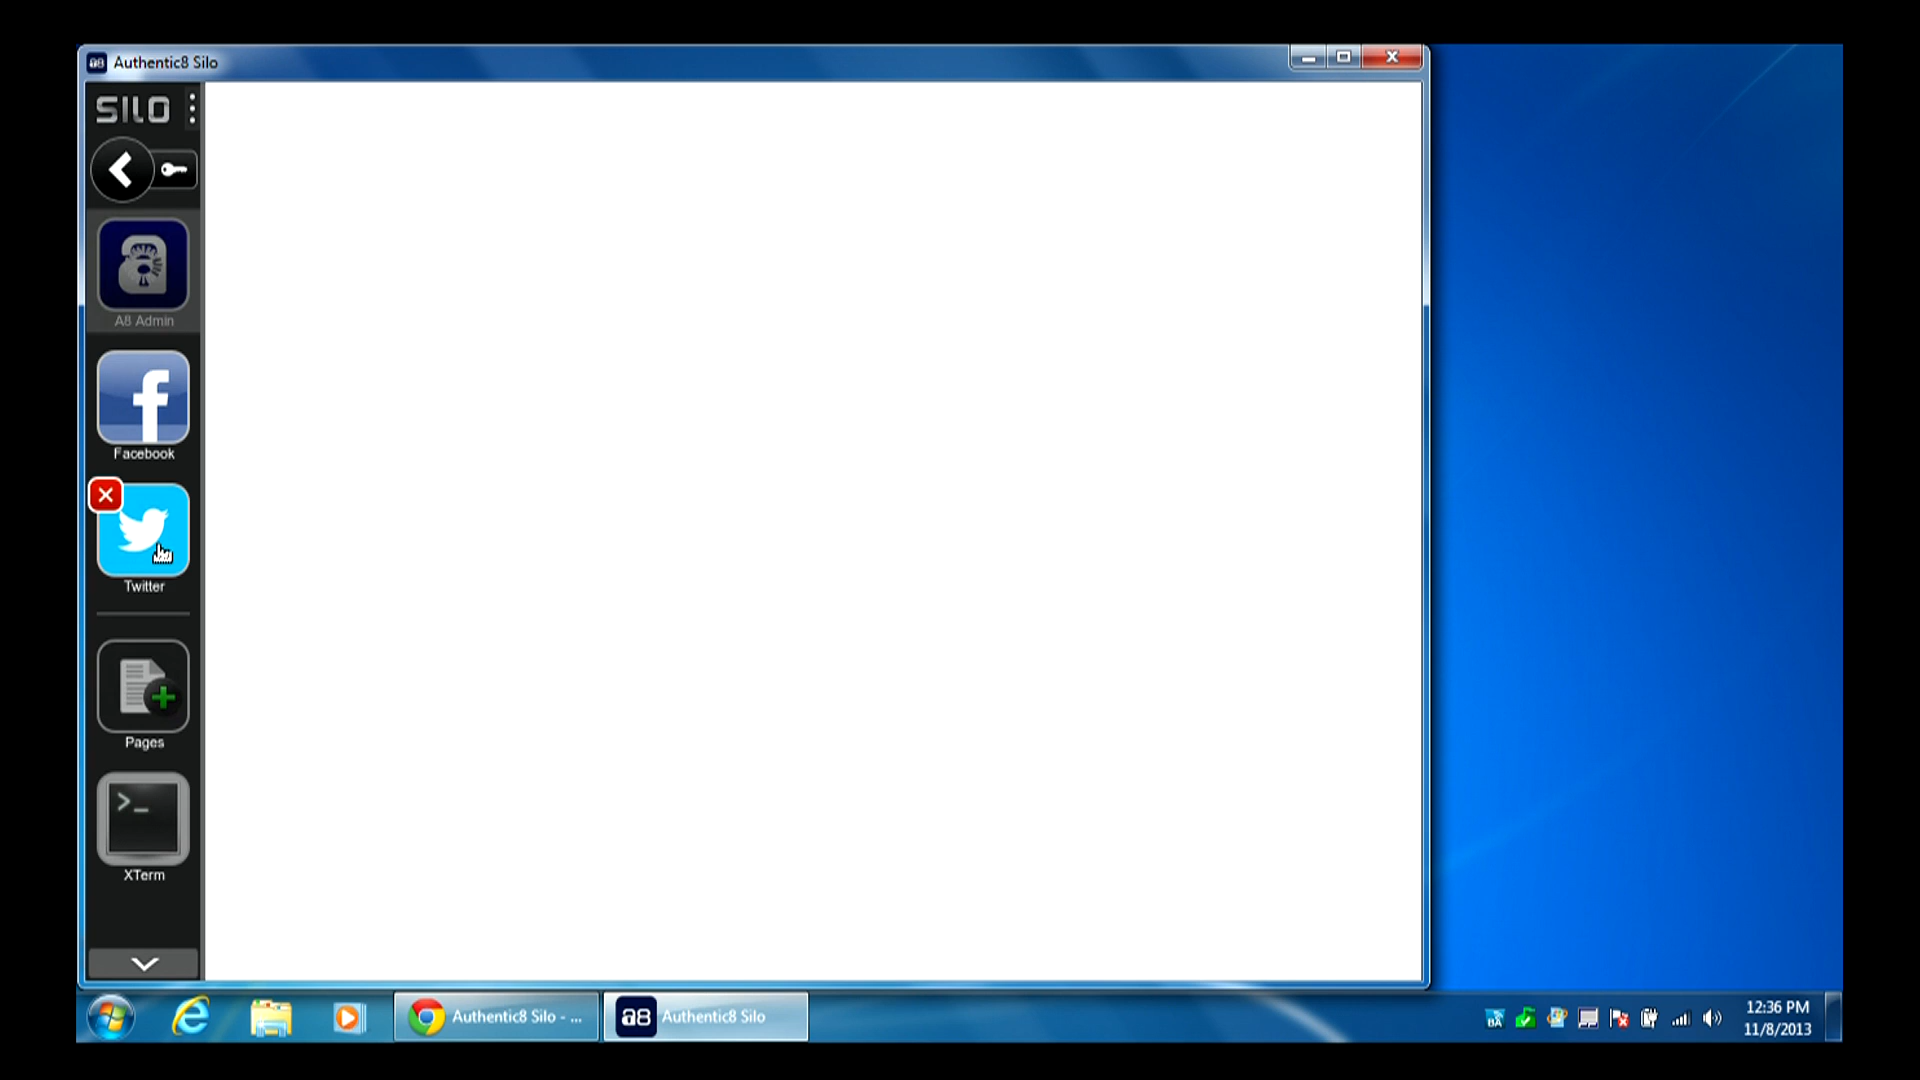 Authentic8 Silo
SILO
A8 Admin
Facebook
Twitter
Pages
>_
XTerm
Authentic8 Silo - ...
a8 Authentic8 Silo
12:36 PM
11/8/2013